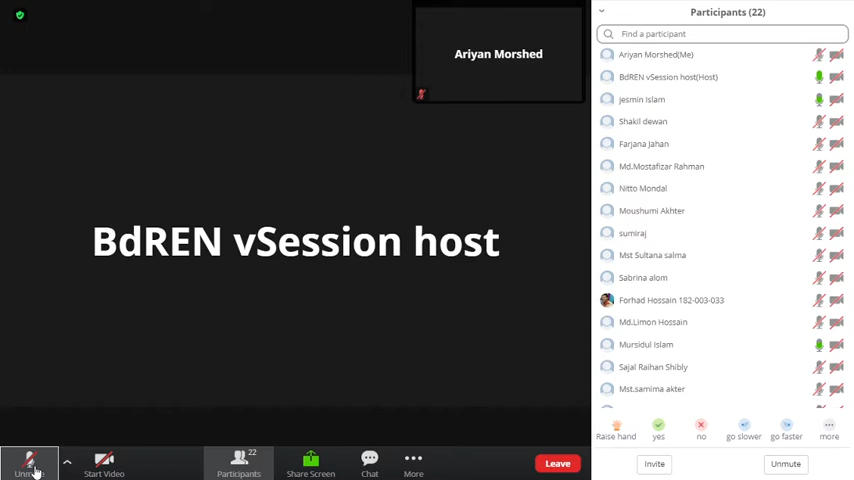 Ariyan Morshed
BdREN vSession host
Participants (22)
Find a participant
Ariyan Morshed(Me)
BdREN vSession host(Host)
jesmin Islam
Shakil dewan
Farjana Jahan
Md.Mostafizar Rahman
Nitto Mondal
Moushumi Akhter
sumiraj
Mst Sultana salma
Sabrina alom
Forhad Hossain 182-003-033
Md.Limon Hossain
Mursidul Islam
Sajal Raihan Shibly
Mst.samima akter
Raise hand yes no go slower go faster more
Invite Unmute
22
Start Video Participants Share Screen Chat More
Leave